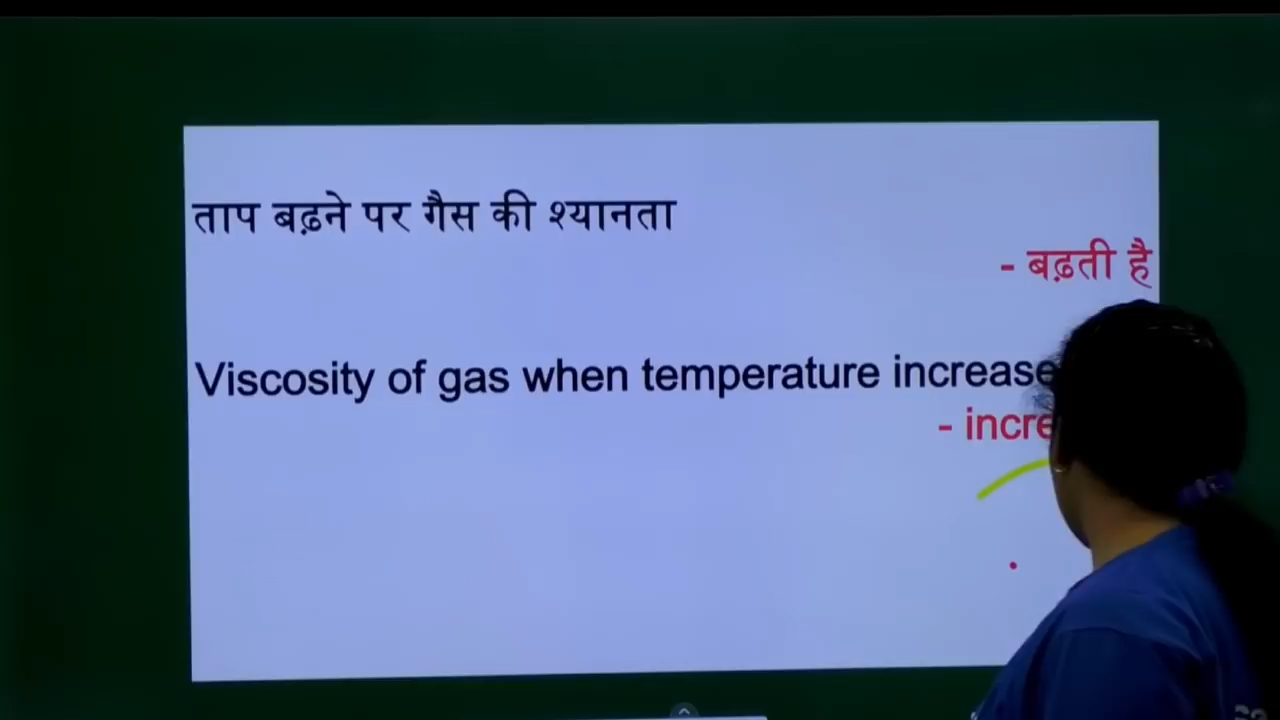 ताप बढ़ने पर गैस की श्यानता
- बढ़ती है
Viscosity of gas when temperature increase
- incre